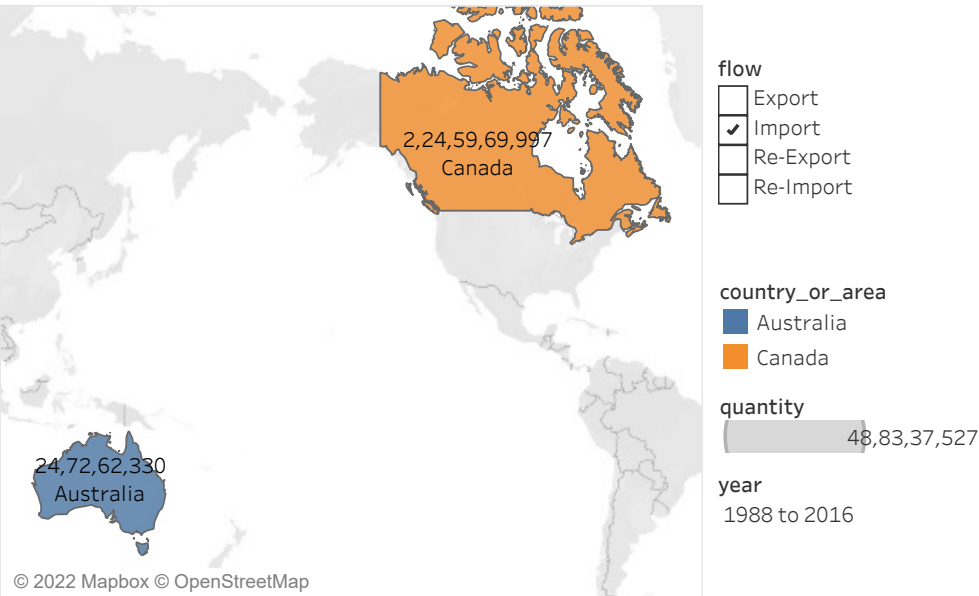 2,24,59,69,997
Canada
24,72,62,330
Australia
© 2022 Mapbox © OpenStreetMap
flow
Export
Import
Re-Export
Re-Import
country_or_area
Australia
Canada
quantity
48,83,37,527
year
1988 to 2016